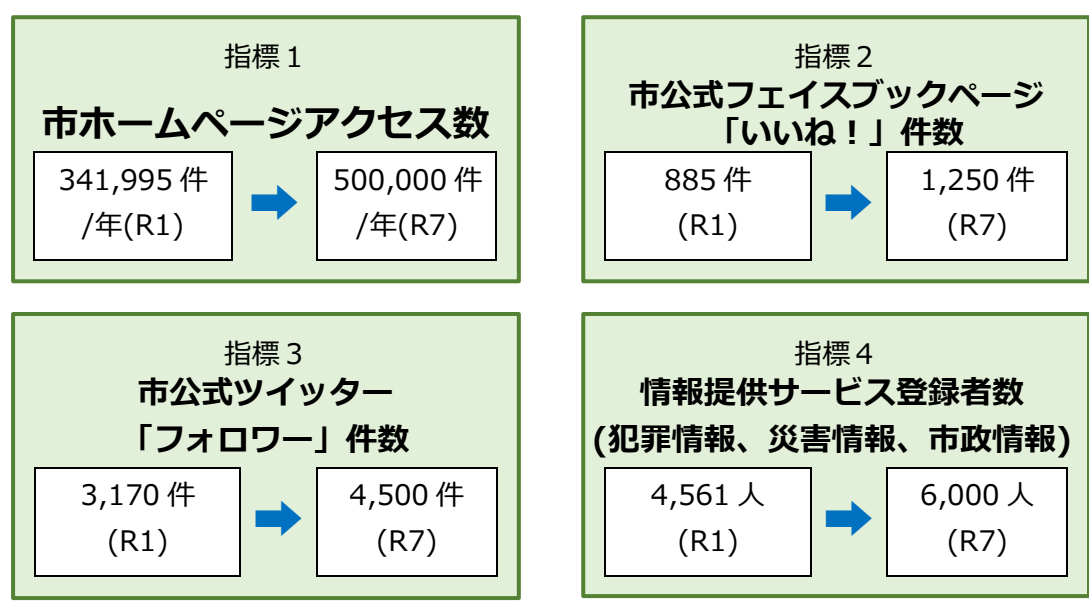 指標１
市ホームページアクセス数
341,995 件
/年(R1)
500,000 件
/年(R7)
指標２
市公式フェイスブックページ
「いいね！」件数
885 件
(R1)
1,250 件
(R7)
指標３
市公式ツイッター
「フォロワー」件数
3,170 件
(R1)
4,500 件
(R7)
指標４
情報提供サービス登録者数
(犯罪情報、災害情報、市政情報)
4,561 人
(R1)
6,000 人
(R7)